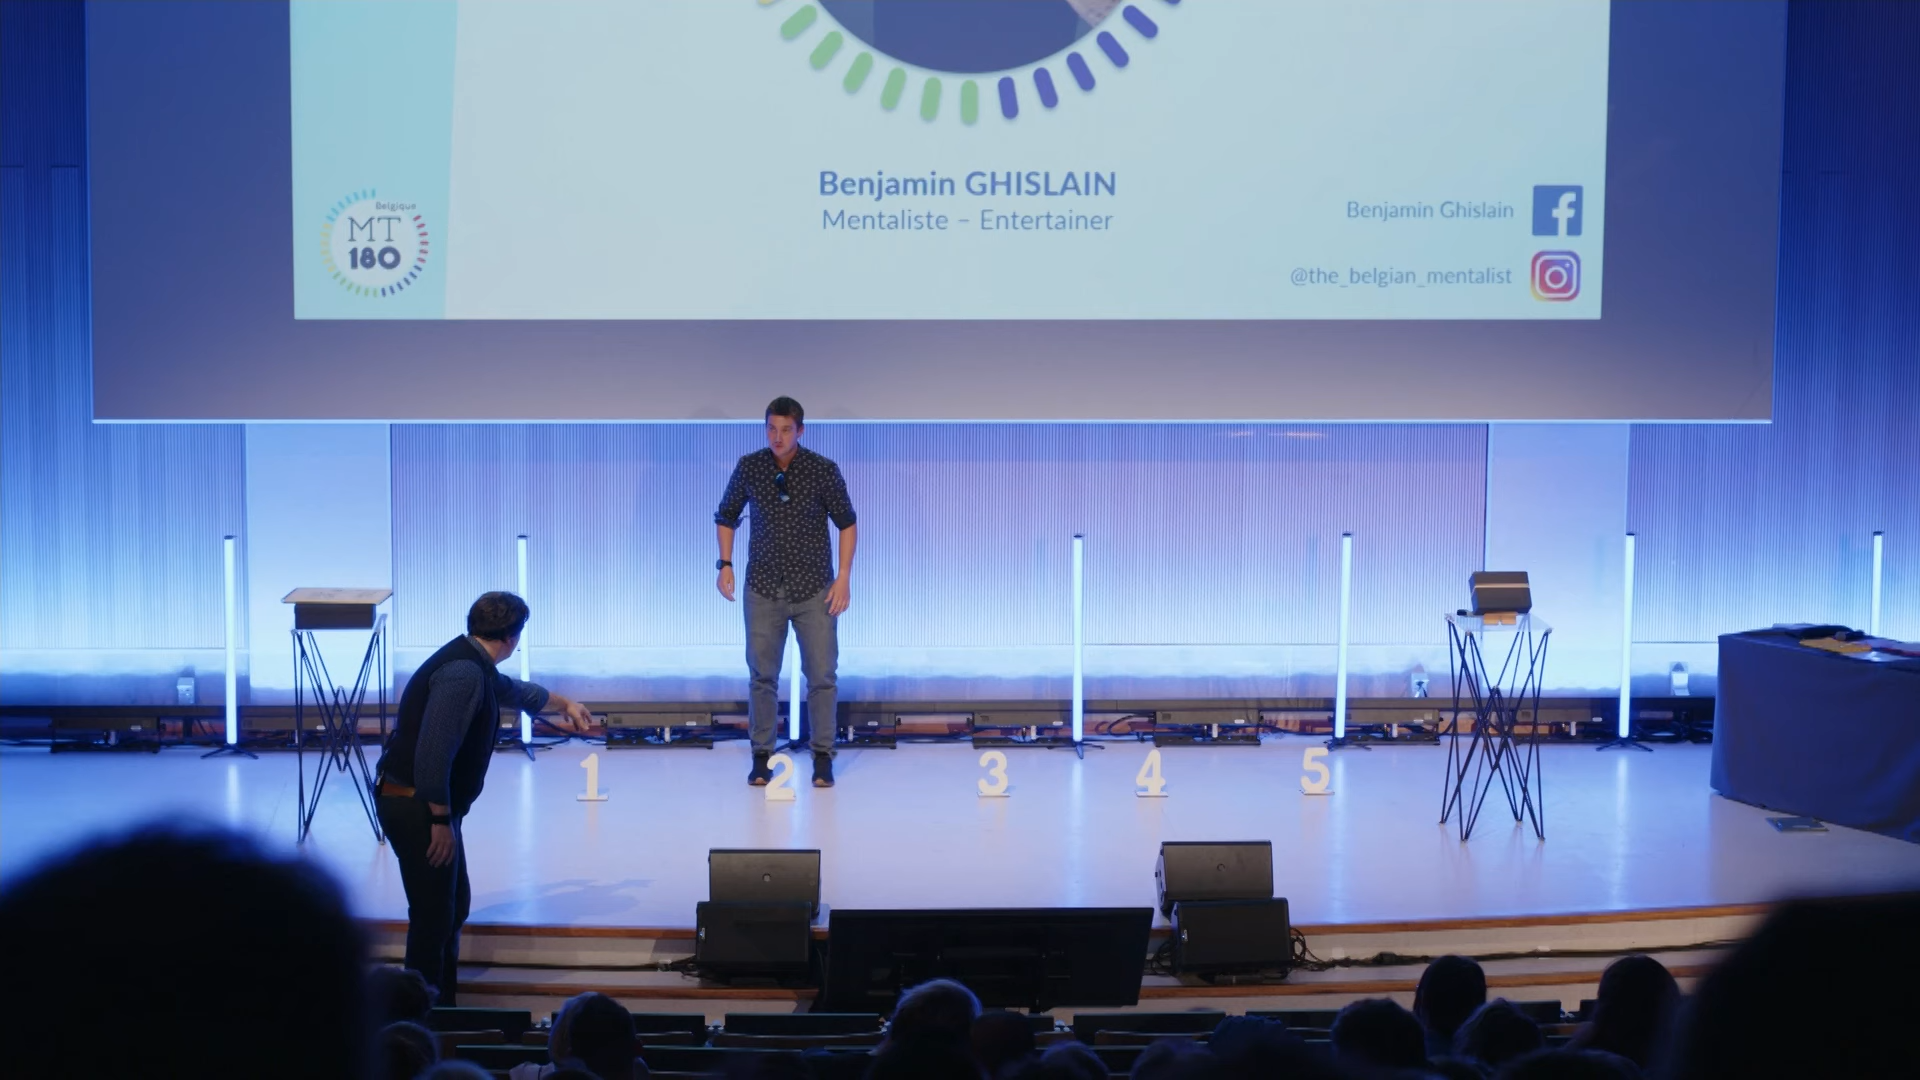 Benjamin GHISLAIN
Mentaliste – Entertainer
Benjamin Ghislain
@the_belgian_mentalist
Belgique
MT
180
1 2 3 4 5